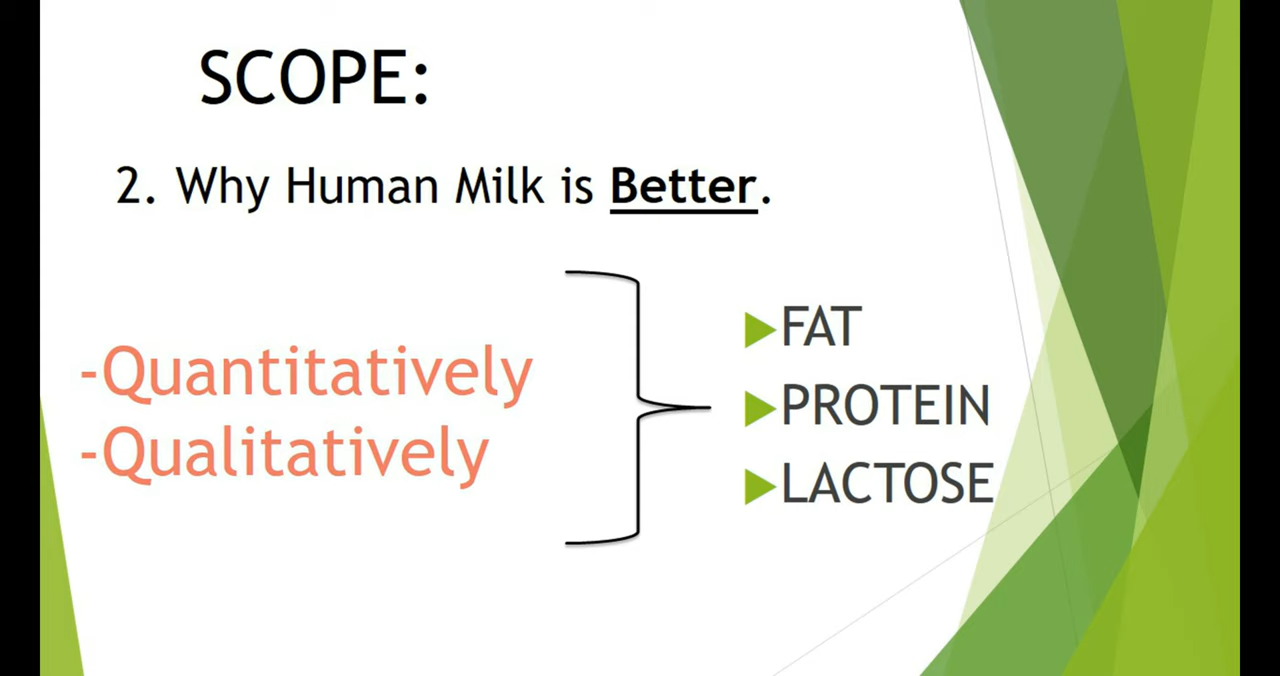 SCOPE:
2. Why Human Milk is Better.
-Quantitatively
-Qualitatively
FAT
PROTEIN
LACTOSE